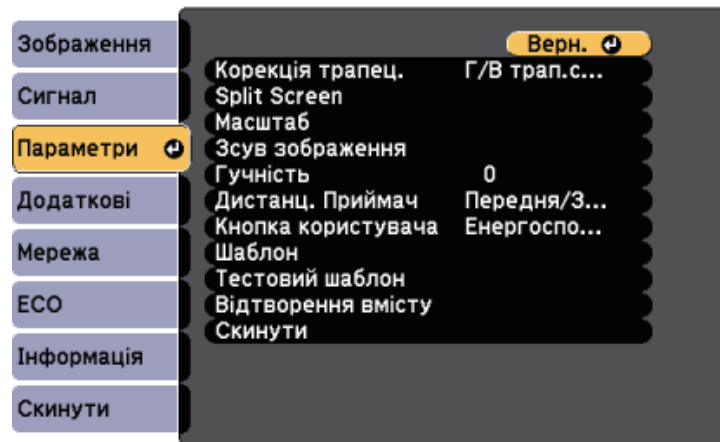 Зображення
Сигнал
Параметри
Додаткові
Мережа
ECO
Інформація
Скинути
Верн.
Корекція трапец. Г/В трап.с...
Split Screen
Масштаб
Зсув зображення
Гучність 0
Дистанц. Приймач Передня/З...
Кнопка користувача Енергоспо...
Шаблон
Тестовий шаблон
Відтворення вмісту
Скинути